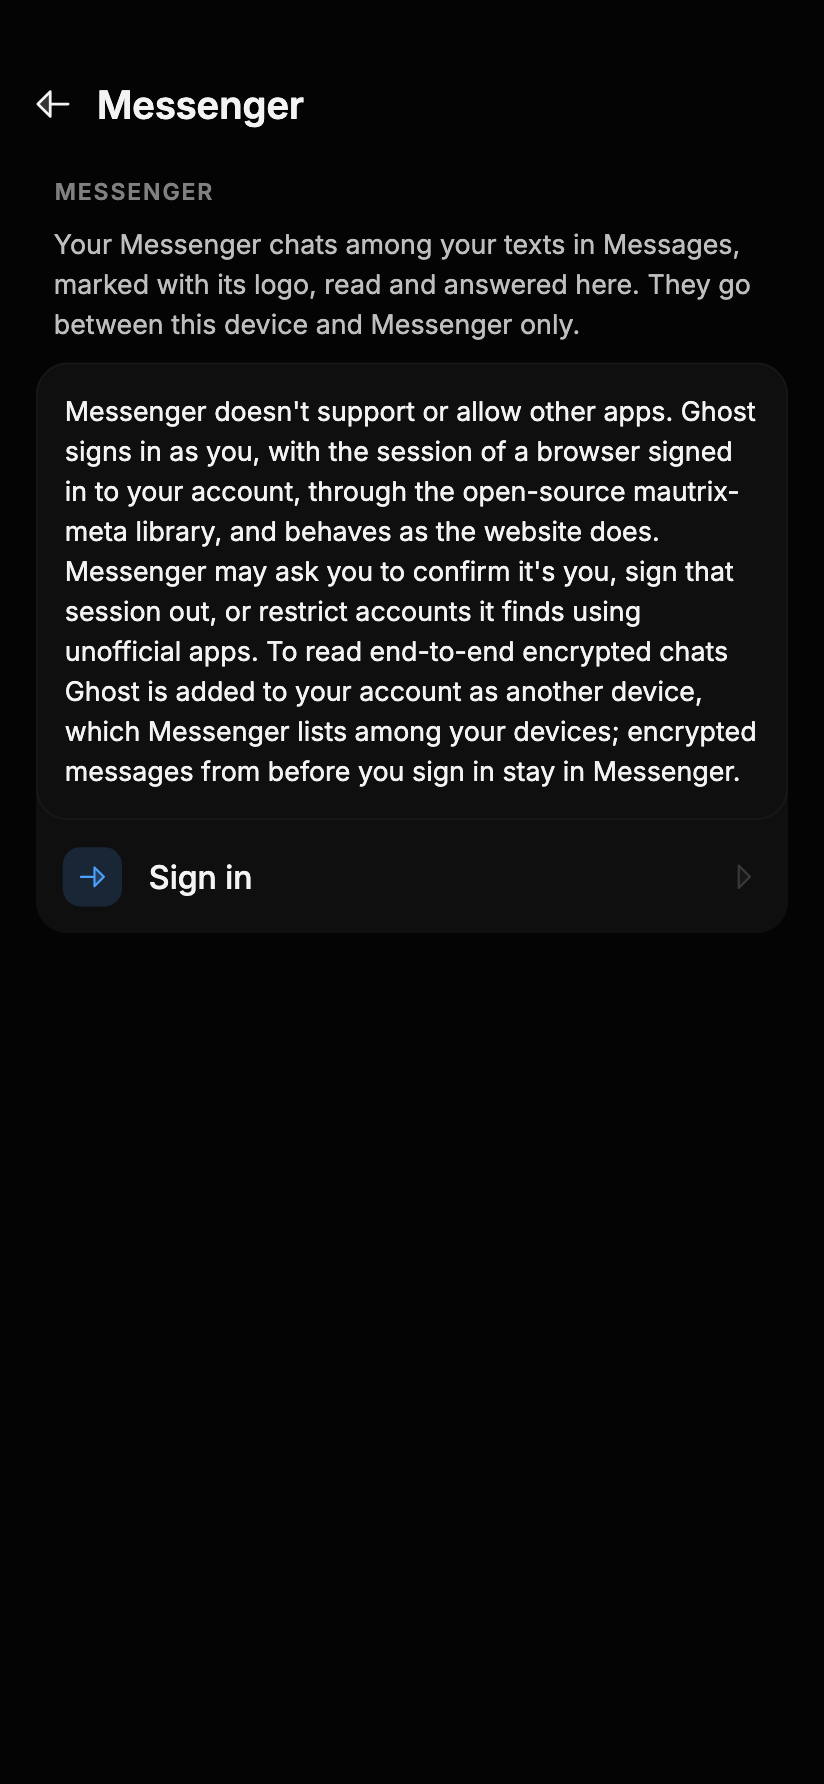 Messenger
MESSENGER
Your Messenger chats among your texts in Messages,
marked with its logo, read and answered here. They go
between this device and Messenger only.
Messenger doesn't support or allow other apps. Ghost
signs in as you, with the session of a browser signed
in to your account, through the open-source mautrix-
meta library, and behaves as the website does.
Messenger may ask you to confirm it's you, sign that
session out, or restrict accounts it finds using
unofficial apps. To read end-to-end encrypted chats
Ghost is added to your account as another device,
which Messenger lists among your devices; encrypted
messages from before you sign in stay in Messenger.
Sign in